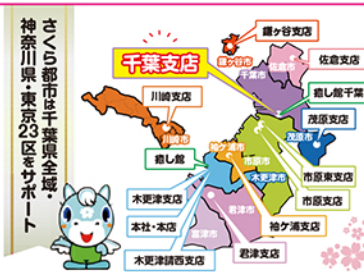 さくら都市は千葉県全域・
神奈川県・東京23区をサポート
鎌ヶ谷支店
鎌ヶ谷市
佐倉支店
佐倉市
千葉支店
千葉市
癒し館千葉
川崎支店
川崎市
茂原支店
茂原市
袖ケ浦市
癒し館
市原市
市原東支店
木更津市
木更津支店
市原支店
本社・本店
君津市
袖ケ浦支店
富津市
木更津請西支店
君津支店